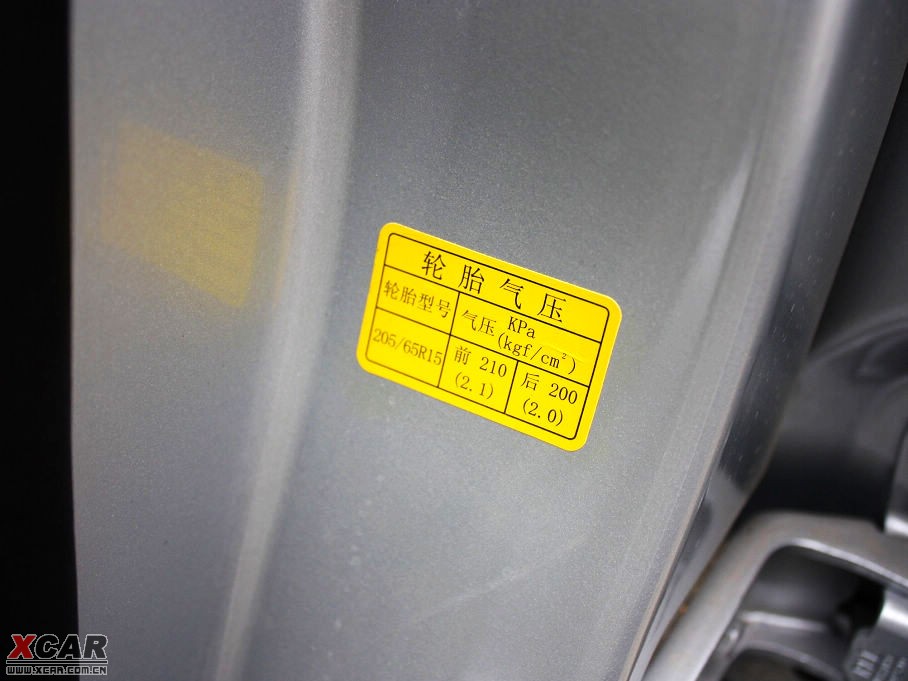 轮胎气压
轮胎型号
气压 KPa
(kgf/cm²)
205/65R15
前 210
(2.1)
后 200
(2.0)
XCAR
WWW.XCAR.COM.CN